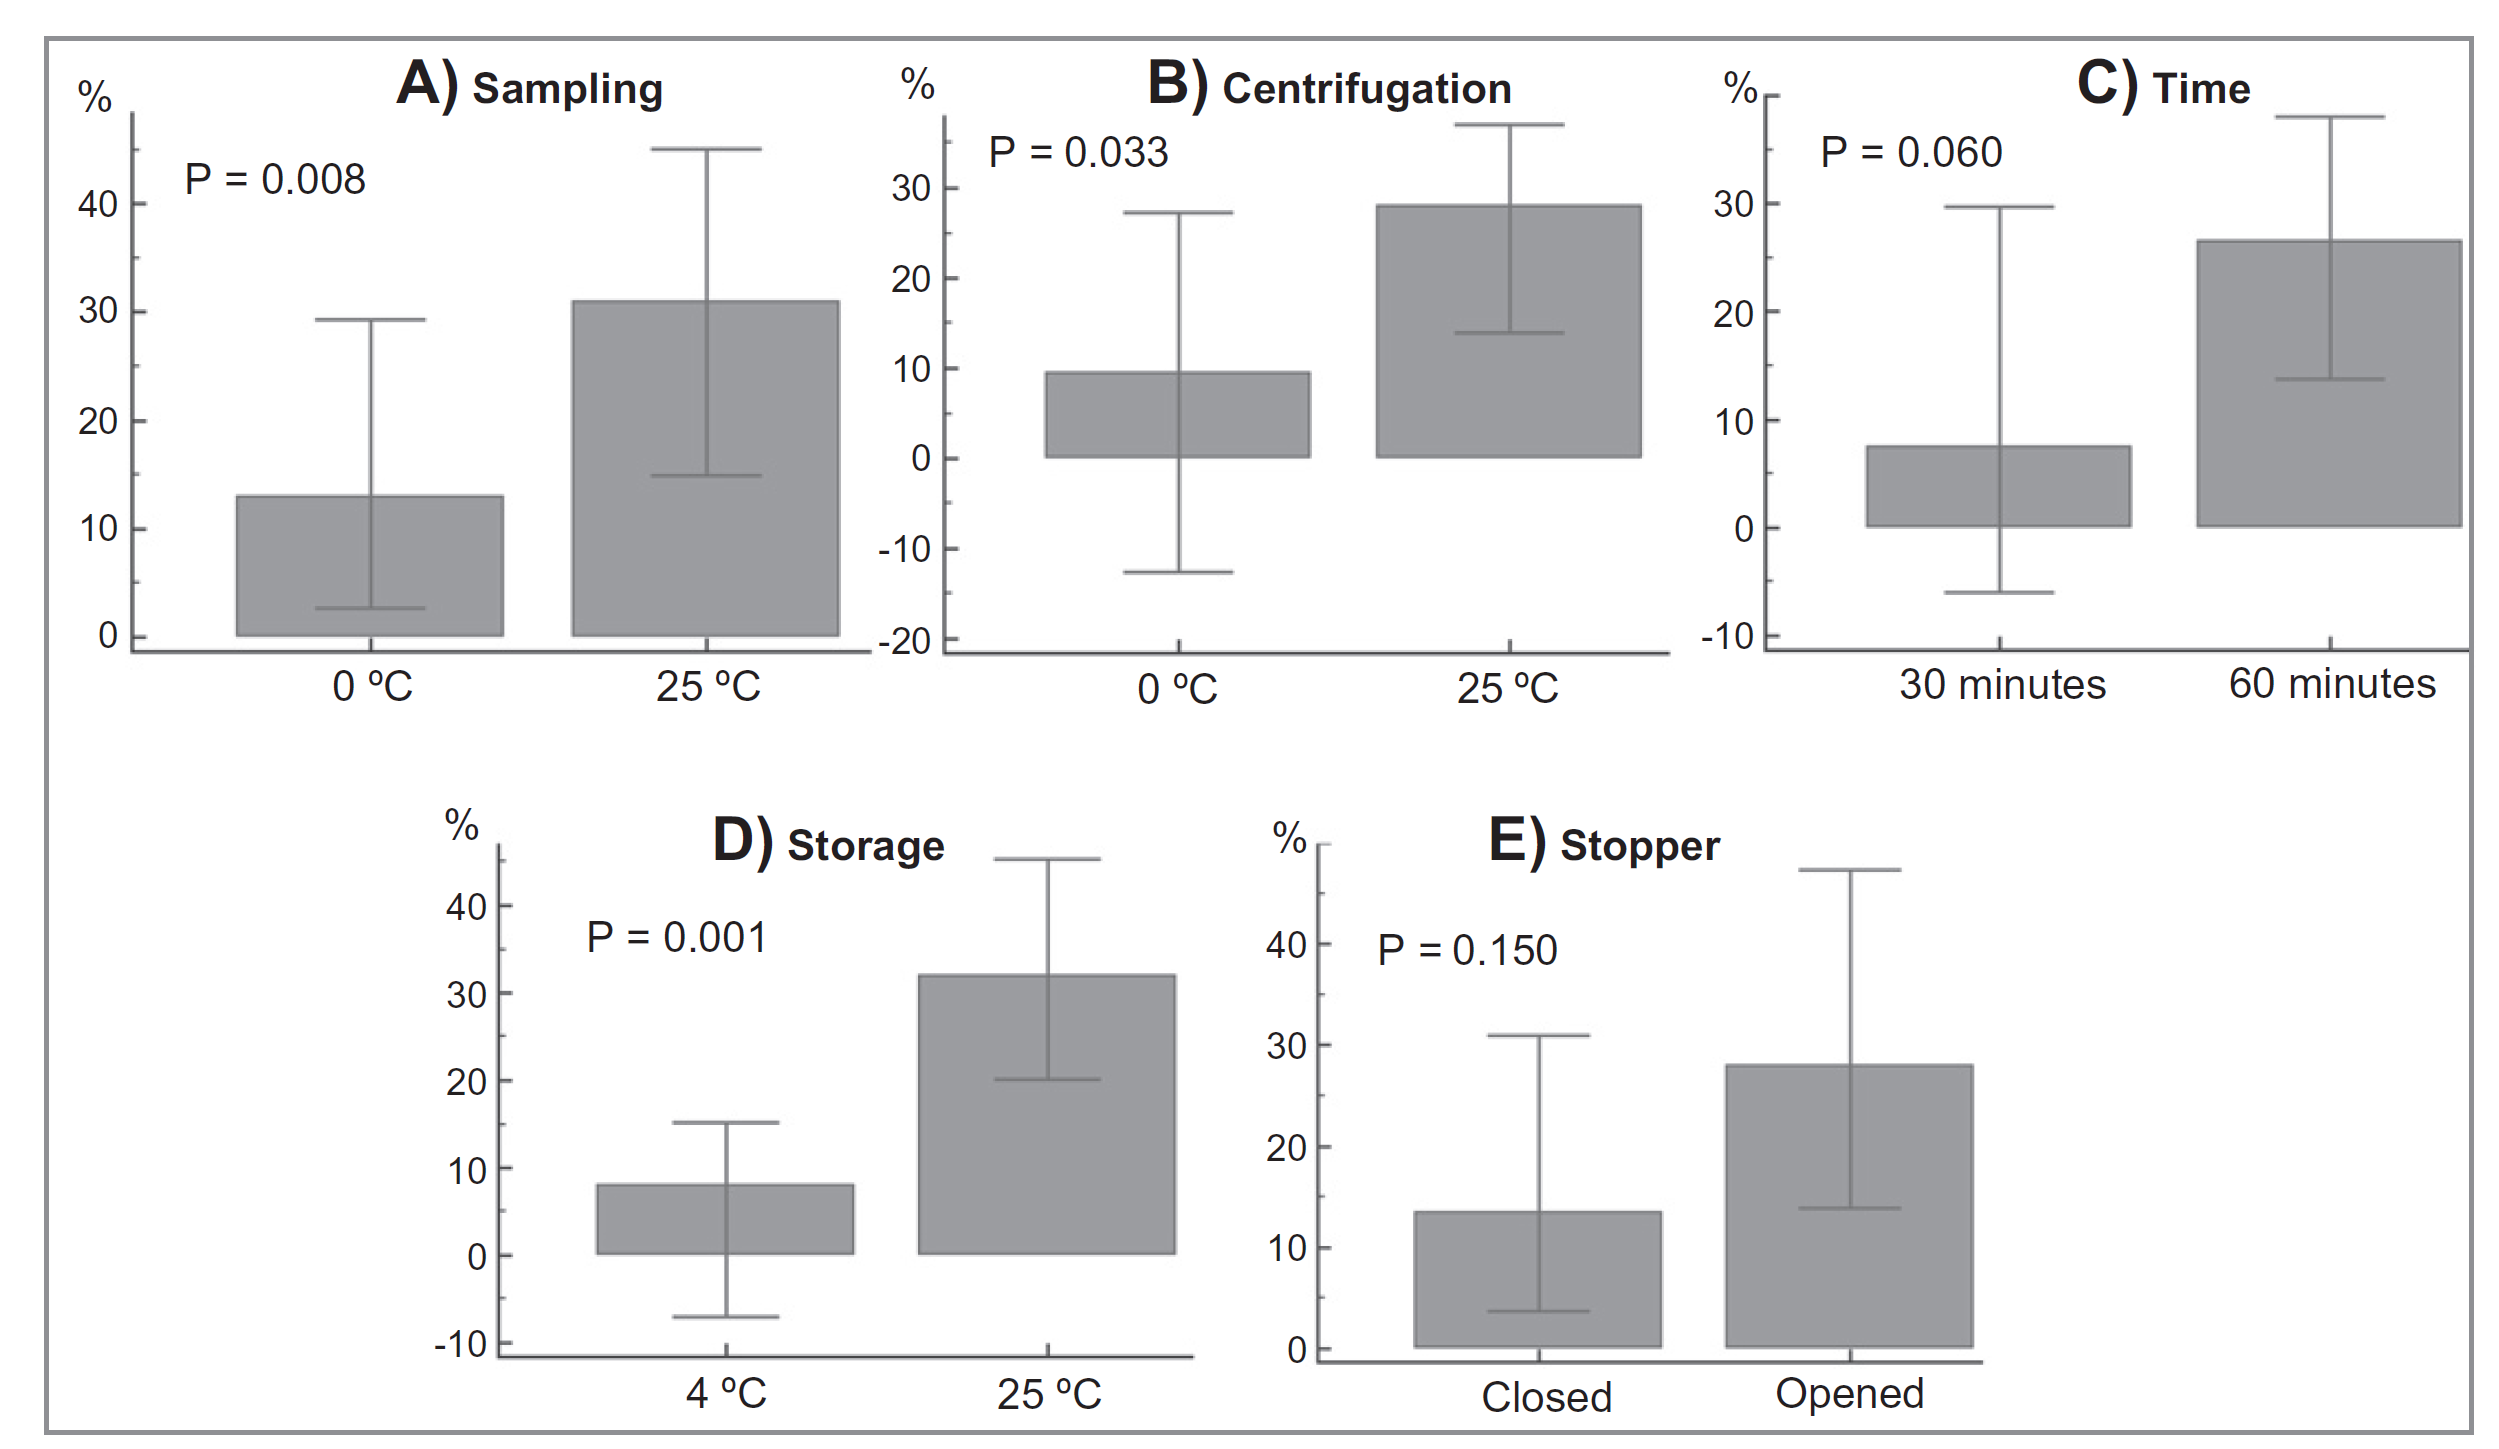 A) Sampling
%
P = 0.008
40
30
20
10
0
0 ºC
25 ºC
B) Centrifugation
%
P = 0.033
30
20
10
0
-10
-20
0 ºC
25 ºC
C) Time
%
P = 0.060
30
20
10
0
-10
30 minutes
60 minutes
D) Storage
%
P = 0.001
40
30
20
10
0
-10
4 ºC
25 ºC
E) Stopper
%
P = 0.150
40
30
20
10
0
Closed
Opened